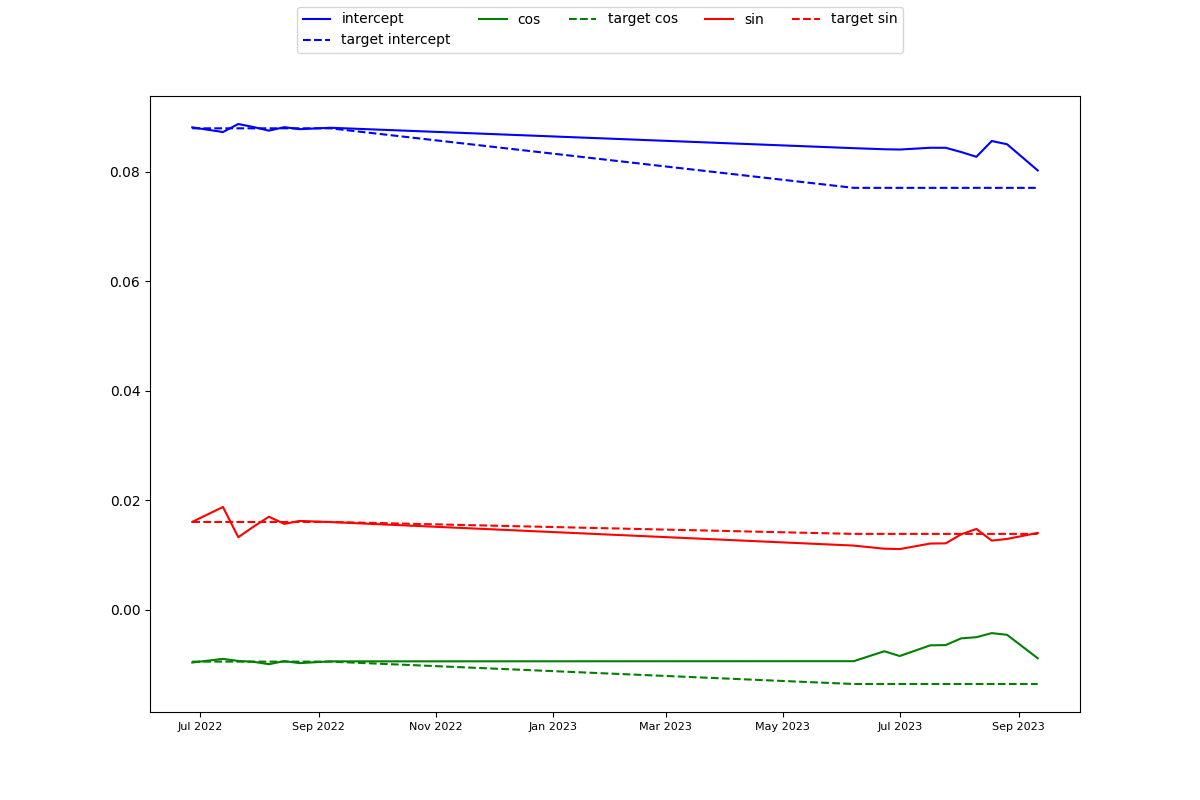 intercept cos target cos sin target sin
target intercept
0.08
0.06
0.04
0.02
0.00
Jul 2022 Sep 2022 Nov 2022 Jan 2023 Mar 2023 May 2023 Jul 2023 Sep 2023